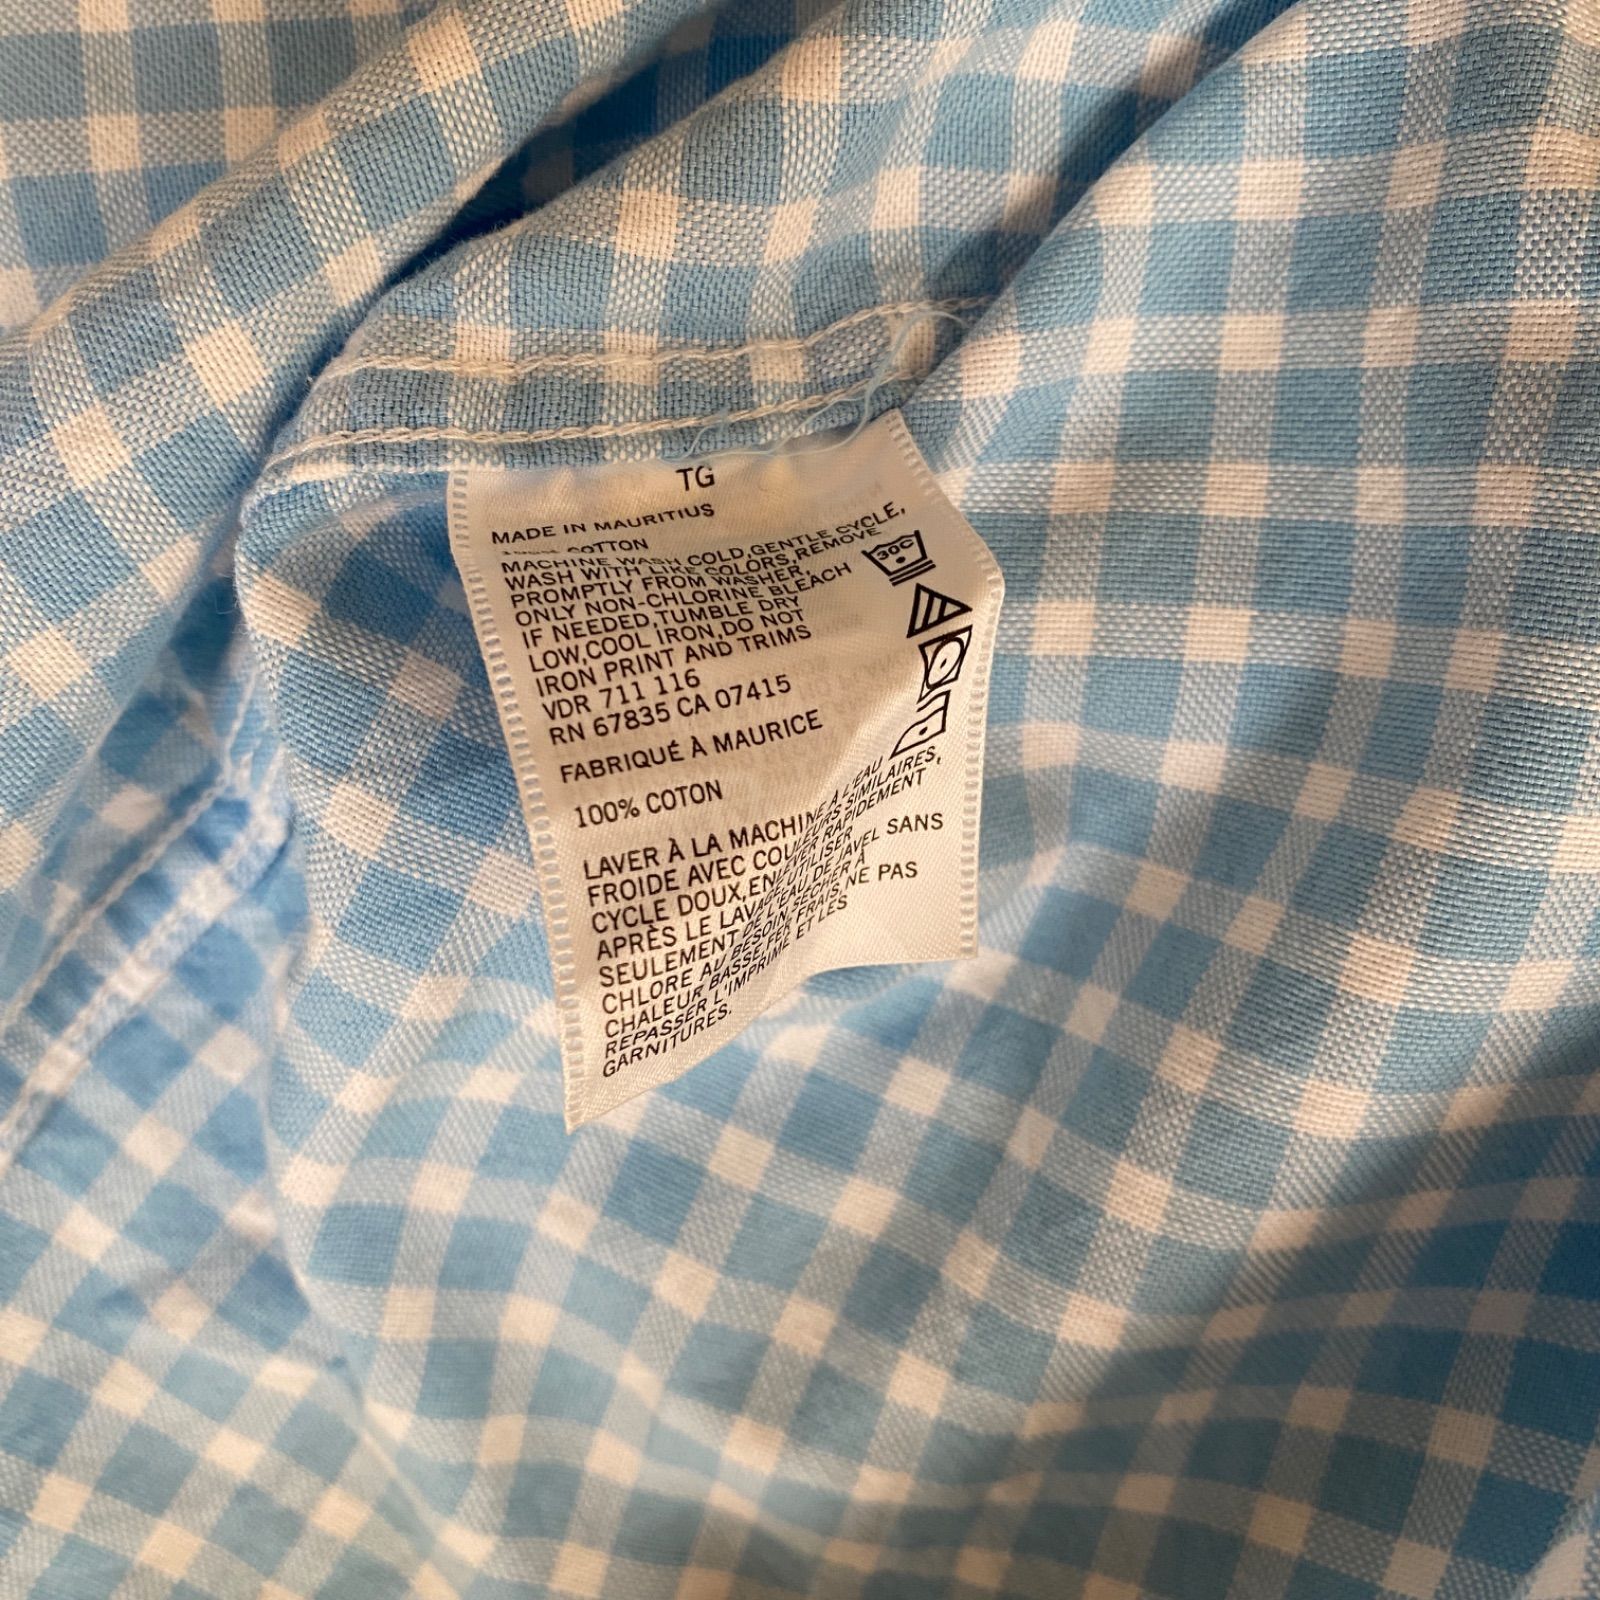 TG
MADE IN MAURITIUS
COTTON
MACHINE WASH COLD,GENTLE CYCLE,
WASH WITH LIKE COLORS,REMOVE
PROMPTLY FROM WASHER,
ONLY NON-CHLORINE BLEACH
IF NEEDED,TUMBLE DRY
LOW,COOL IRON,DO NOT
IRON PRINT AND TRIMS
VDR 711 116
RN 67835 CA 07415
30C
FABRIQUÉ À MAURICE
100% COTON
LAVER À LA MACHINE À L'EAU
FROIDE AVEC COULEURS SIMILAIRES,
CYCLE DOUX,ENLEVER RAPIDEMENT
APRÈS LE LAVAGE,UTILISER
SEULEMENT DE L'EAU DE JAVEL SANS
CHLORE AU BESOIN,SÉCHER À
CHALEUR BASSE,FER FRAIS,NE PAS
REPASSER L'IMPRIMÉ ET LES
GARNITURES.